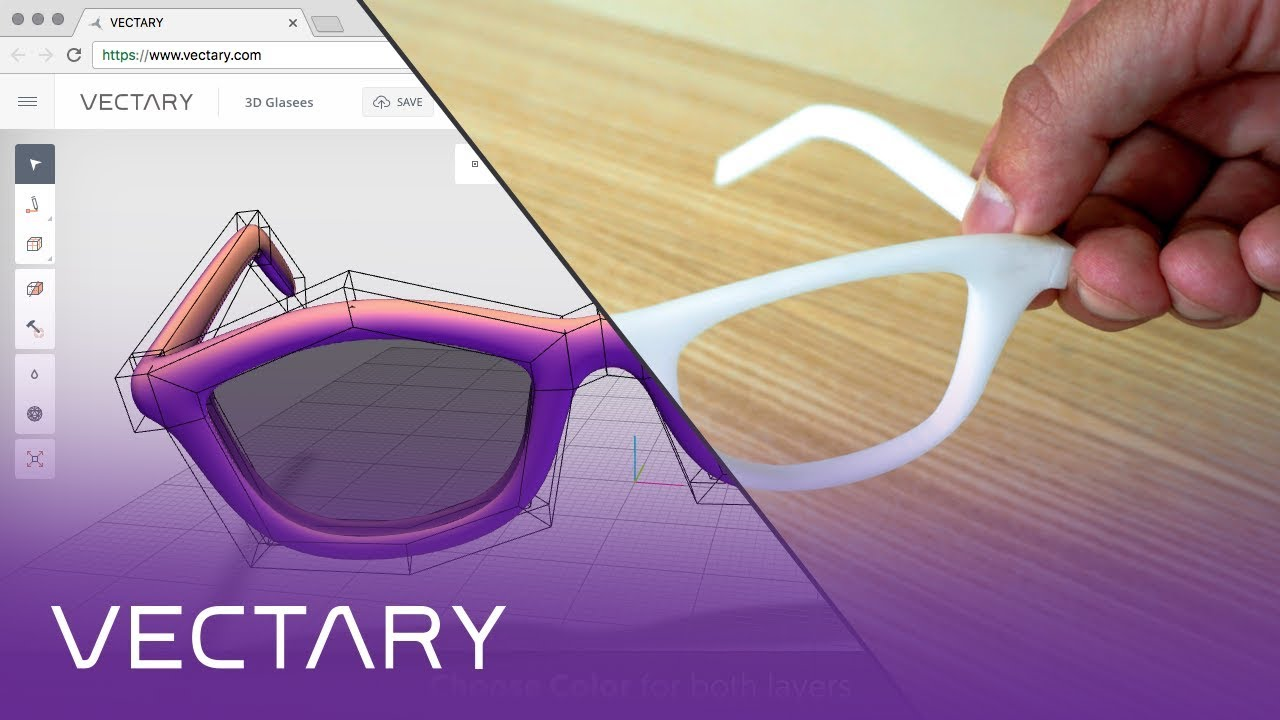 VECTARY
https://www.vectary.com
VECTARY
3D Glasees
SAVE
VECTARY
Choose Color for both layers